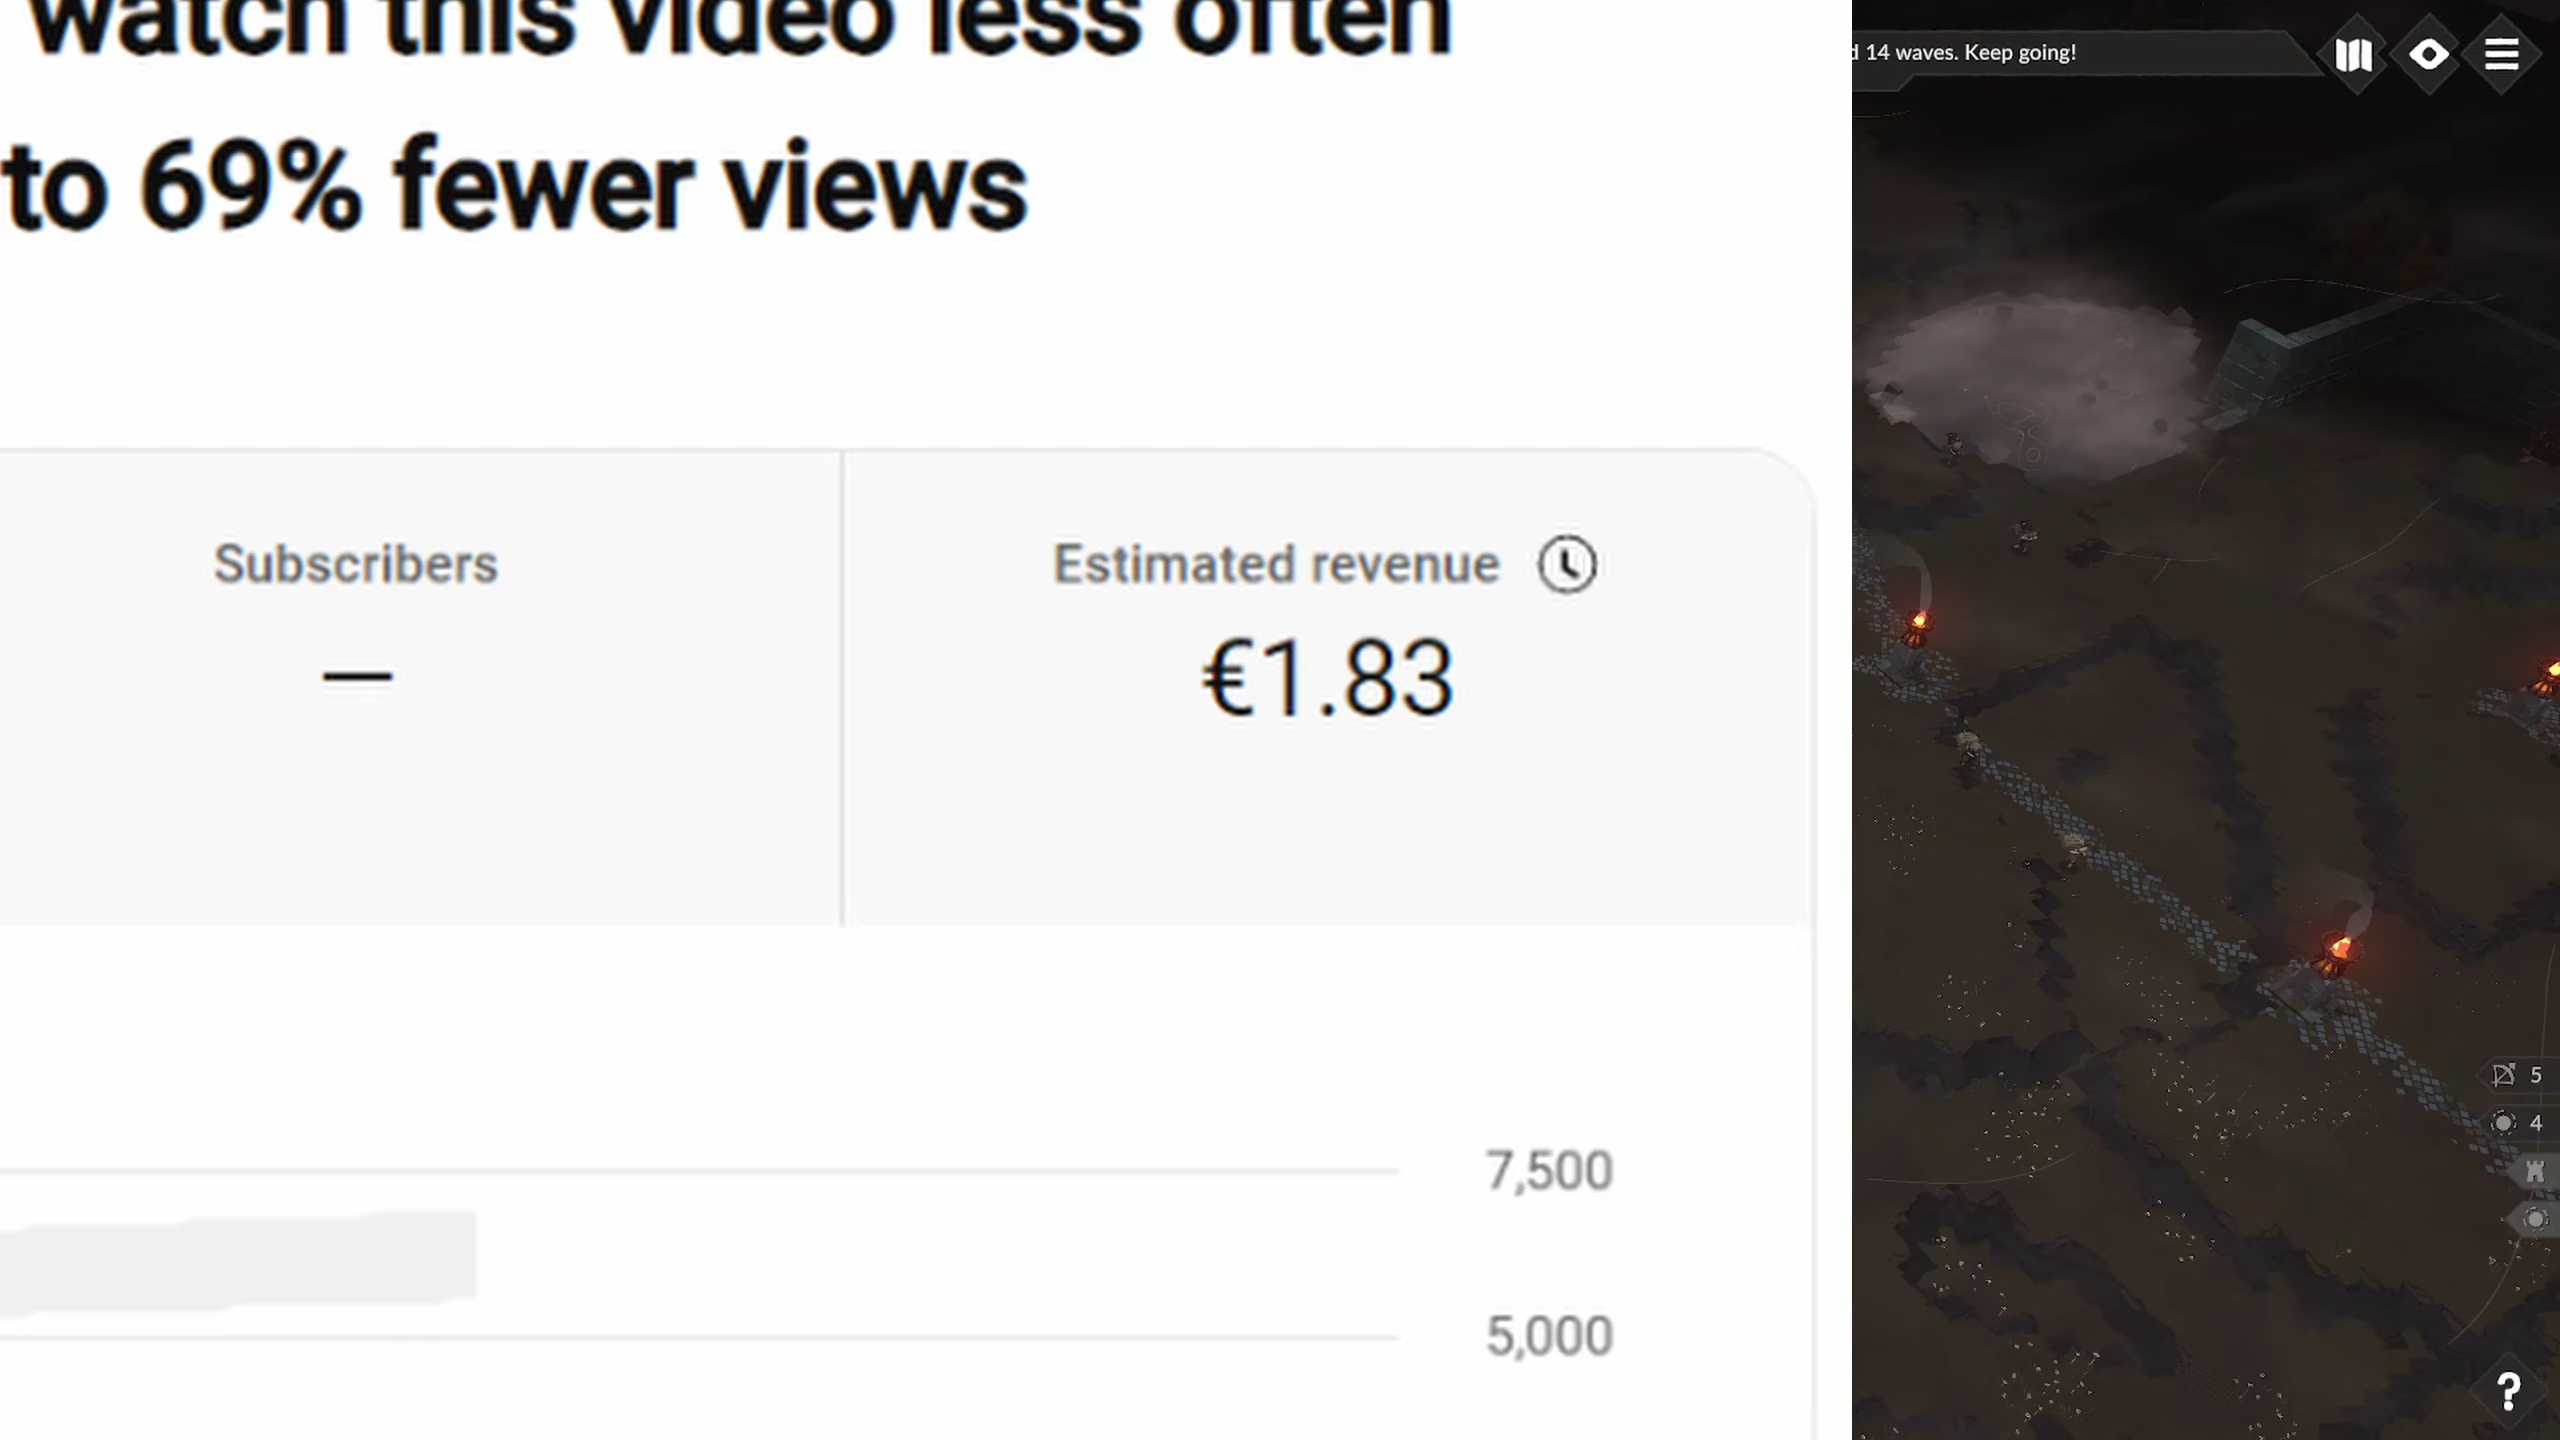 watch this video less often
to 69% fewer views
Subscribers
—
Estimated revenue
€1.83
7,500
5,000
d 14 waves. Keep going!
5
4
?